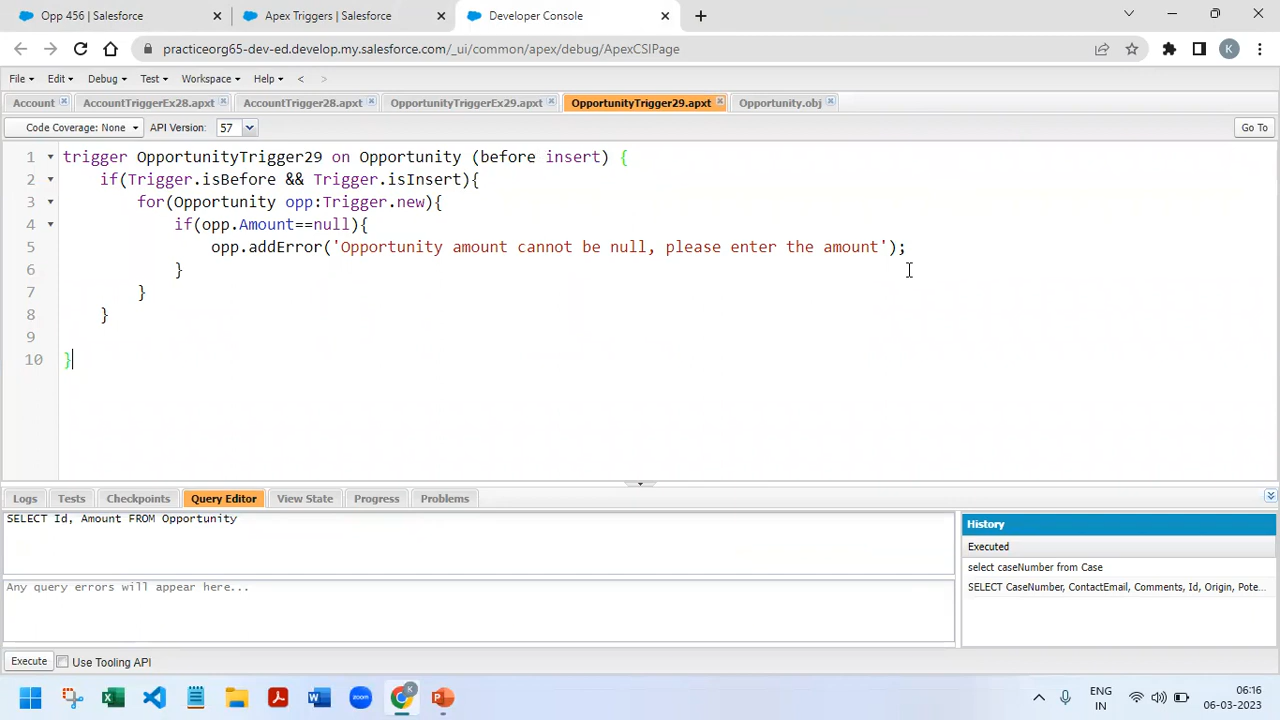 Opp 456 | Salesforce
Apex Triggers | Salesforce
Developer Console
practiceorg65-dev-ed.develop.my.salesforce.com/_ui/common/apex/debug/ApexCSIPage
K
File Edit Debug Test Workspace Help < >
Account AccountTriggerEx28.apxt AccountTrigger28.apxt OpportunityTriggerEx29.apxt OpportunityTrigger29.apxt Opportunity.obj
Code Coverage: None API Version: 57 Go To
1 trigger OpportunityTrigger29 on Opportunity (before insert) {
2 if(Trigger.isBefore && Trigger.isInsert){
3 for(Opportunity opp:Trigger.new){
4 if(opp.Amount==null){
5 opp.addError('Opportunity amount cannot be null, please enter the amount');
6 }
7 }
8 }
9
10 }
Logs Tests Checkpoints Query Editor View State Progress Problems
SELECT Id, Amount FROM Opportunity
Any query errors will appear here...
History
Executed
select caseNumber from Case
SELECT CaseNumber, ContactEmail, Comments, Id, Origin, Pote...
Execute Use Tooling API
ENG
IN
06:16
06-03-2023